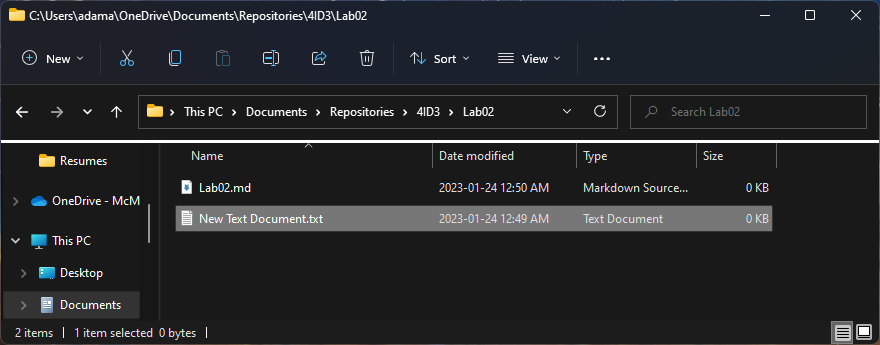 C:\Users\adama\OneDrive\Documents\Repositories\4ID3\Lab02
New
Sort
View
This PC > Documents > Repositories > 4ID3 > Lab02
Search Lab02
Name Date modified Type Size
Resumes
Lab02.md 2023-01-24 12:50 AM Markdown Source... 0 KB
OneDrive - McM
New Text Document.txt 2023-01-24 12:49 AM Text Document 0 KB
This PC
Desktop
Documents
2 items 1 item selected 0 bytes